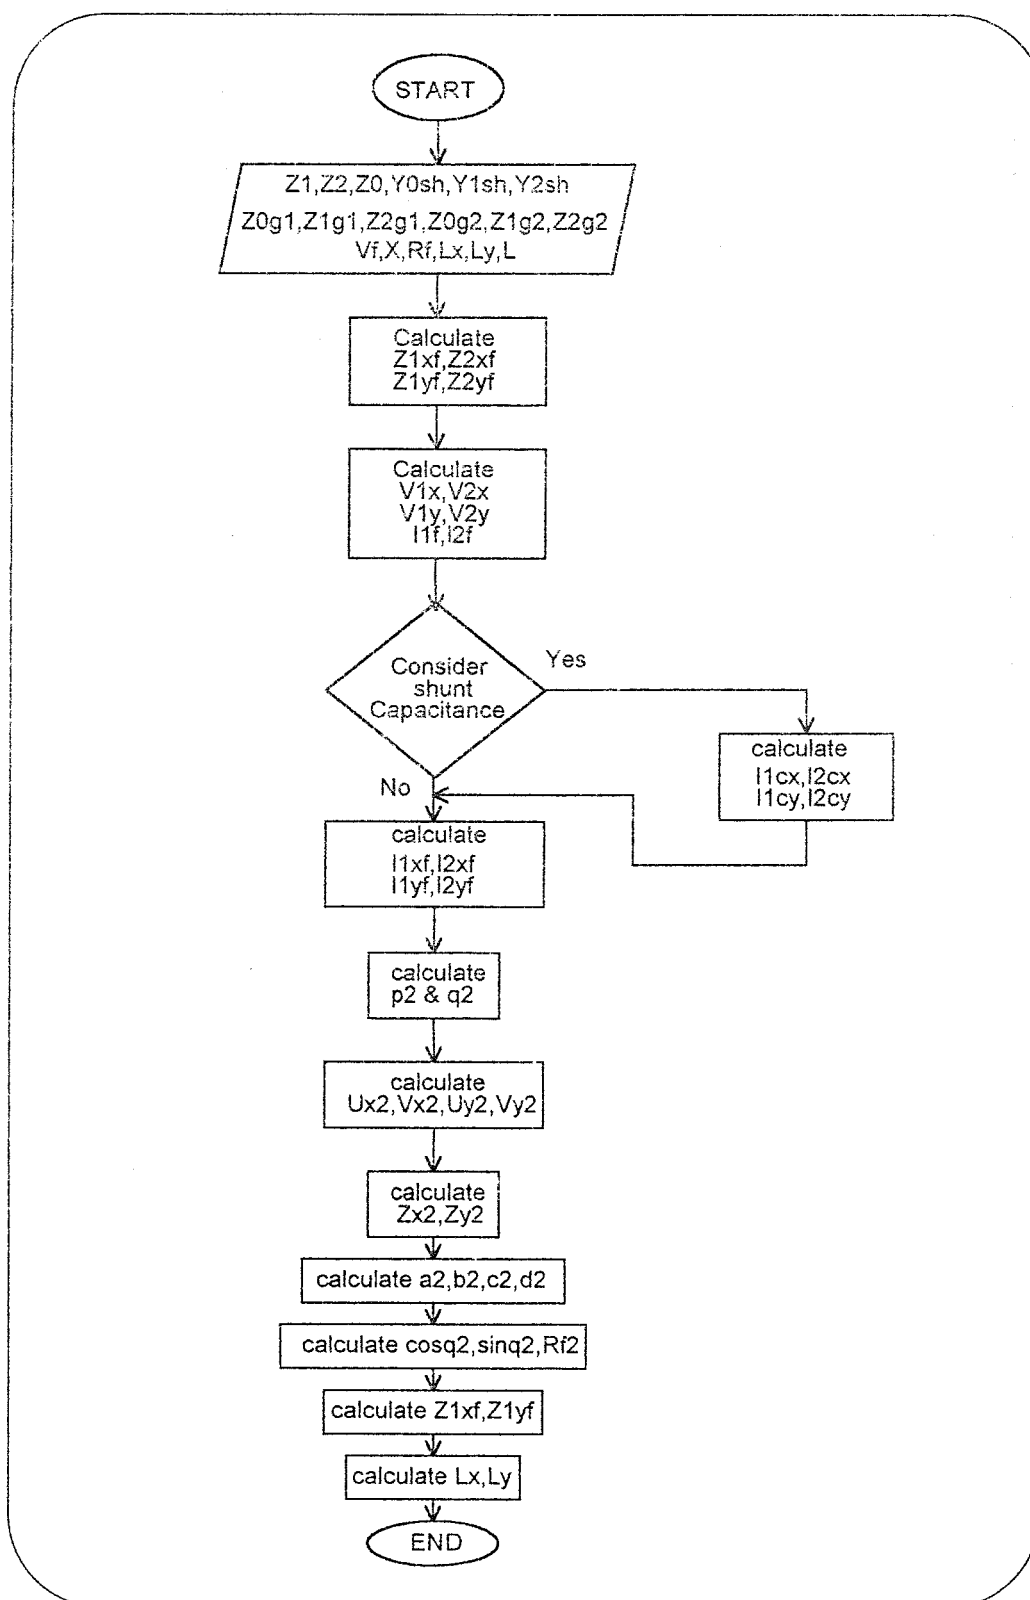 START
Z1,Z2,Z0,Y0sh,Y1sh,Y2sh
Z0g1,Z1g1,Z2g1,Z0g2,Z1g2,Z2g2
Vf,X,Rf,Lx,Ly,L
Calculate
Z1xf,Z2xf
Z1yf,Z2yf
Calculate
V1x,V2x
V1y,V2y
I1f,I2f
Consider
shunt
Capacitance
Yes
calculate
I1cx,I2cx
I1cy,I2cy
No
calculate
I1xf,I2xf
I1yf,I2yf
calculate
p2 & q2
calculate
Ux2,Vx2,Uy2,Vy2
calculate
Zx2,Zy2
calculate a2,b2,c2,d2
calculate cosq2,sinq2,Rf2
calculate Z1xf,Z1yf
calculate Lx,Ly
END